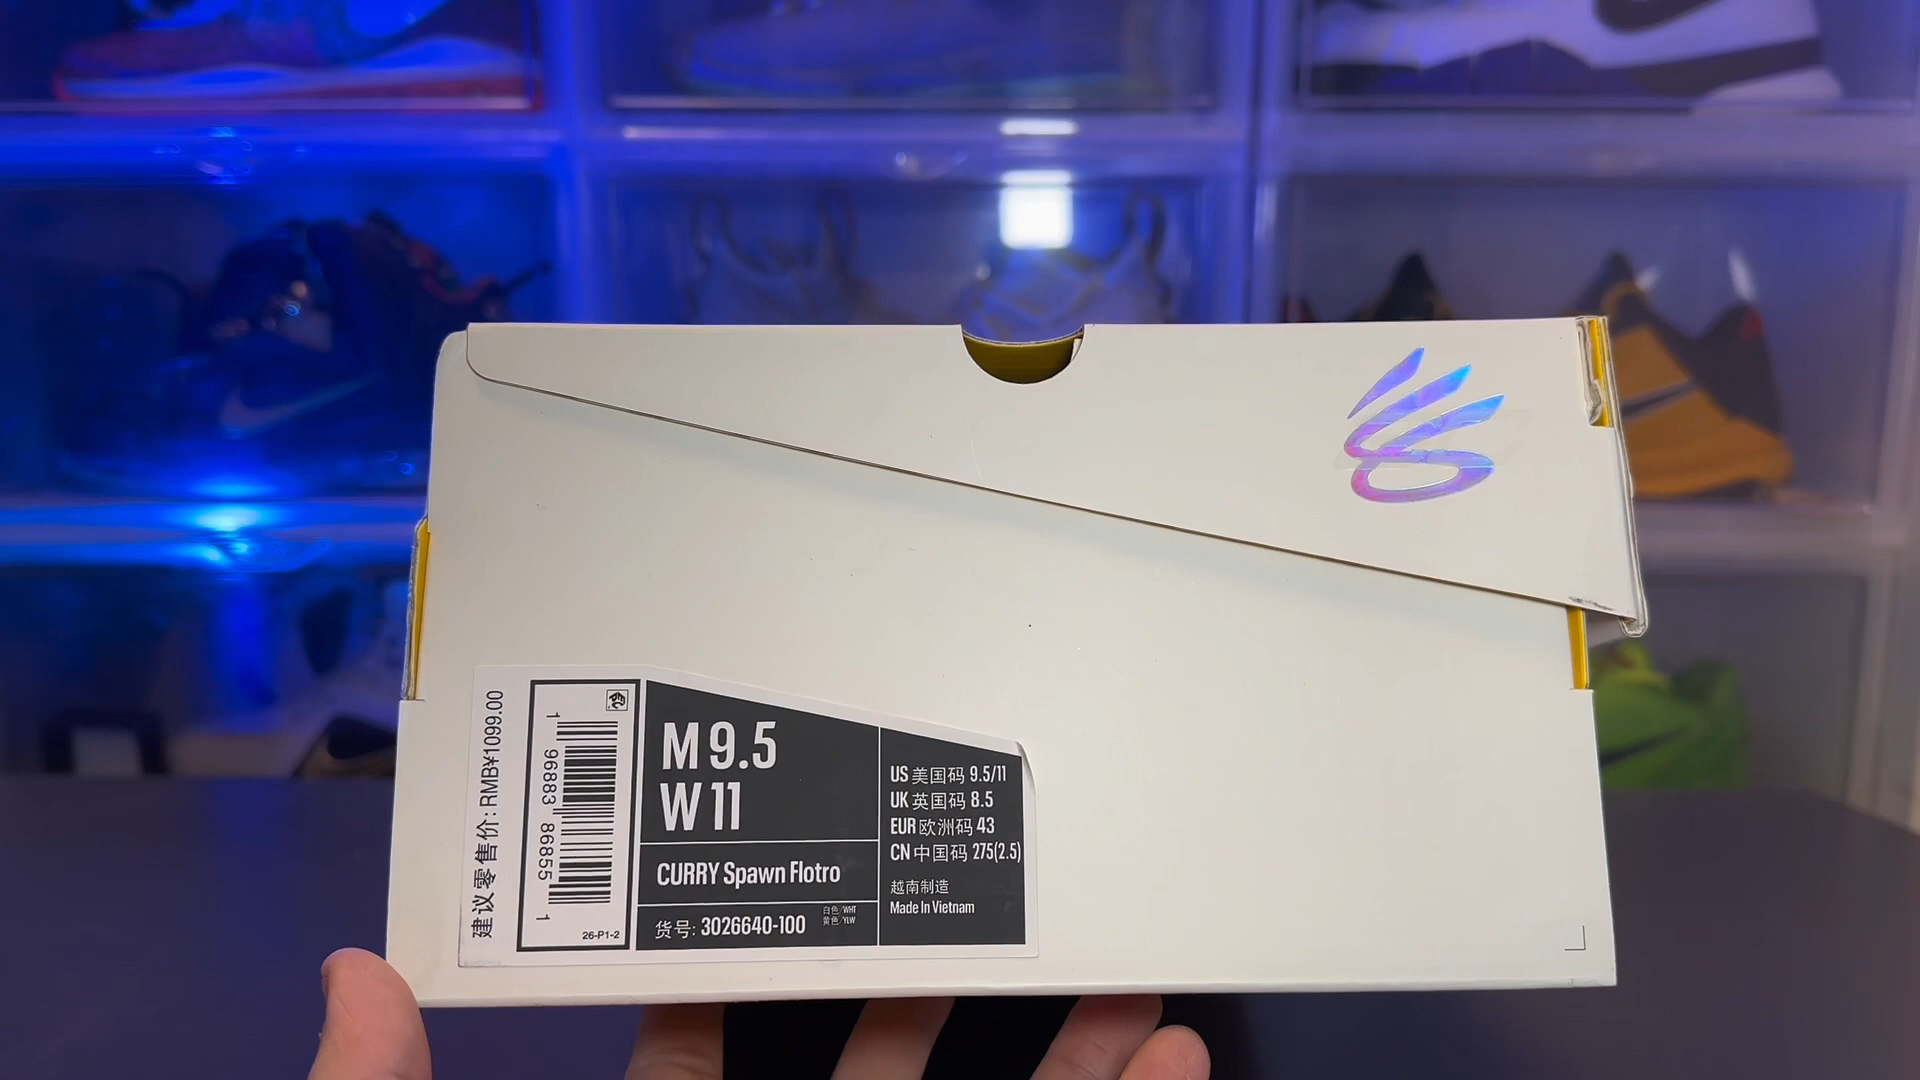 建议零售价: RMB¥1099.00
1 96883 86855 1
26-P1-2
M 9.5
W 11
CURRY Spawn Flotro
货号: 3026640-100
白色/WHT
黄色/YLW
US 美国码 9.5/11
UK 英国码 8.5
EUR 欧洲码 43
CN 中国码 275(2.5)
越南制造
Made In Vietnam